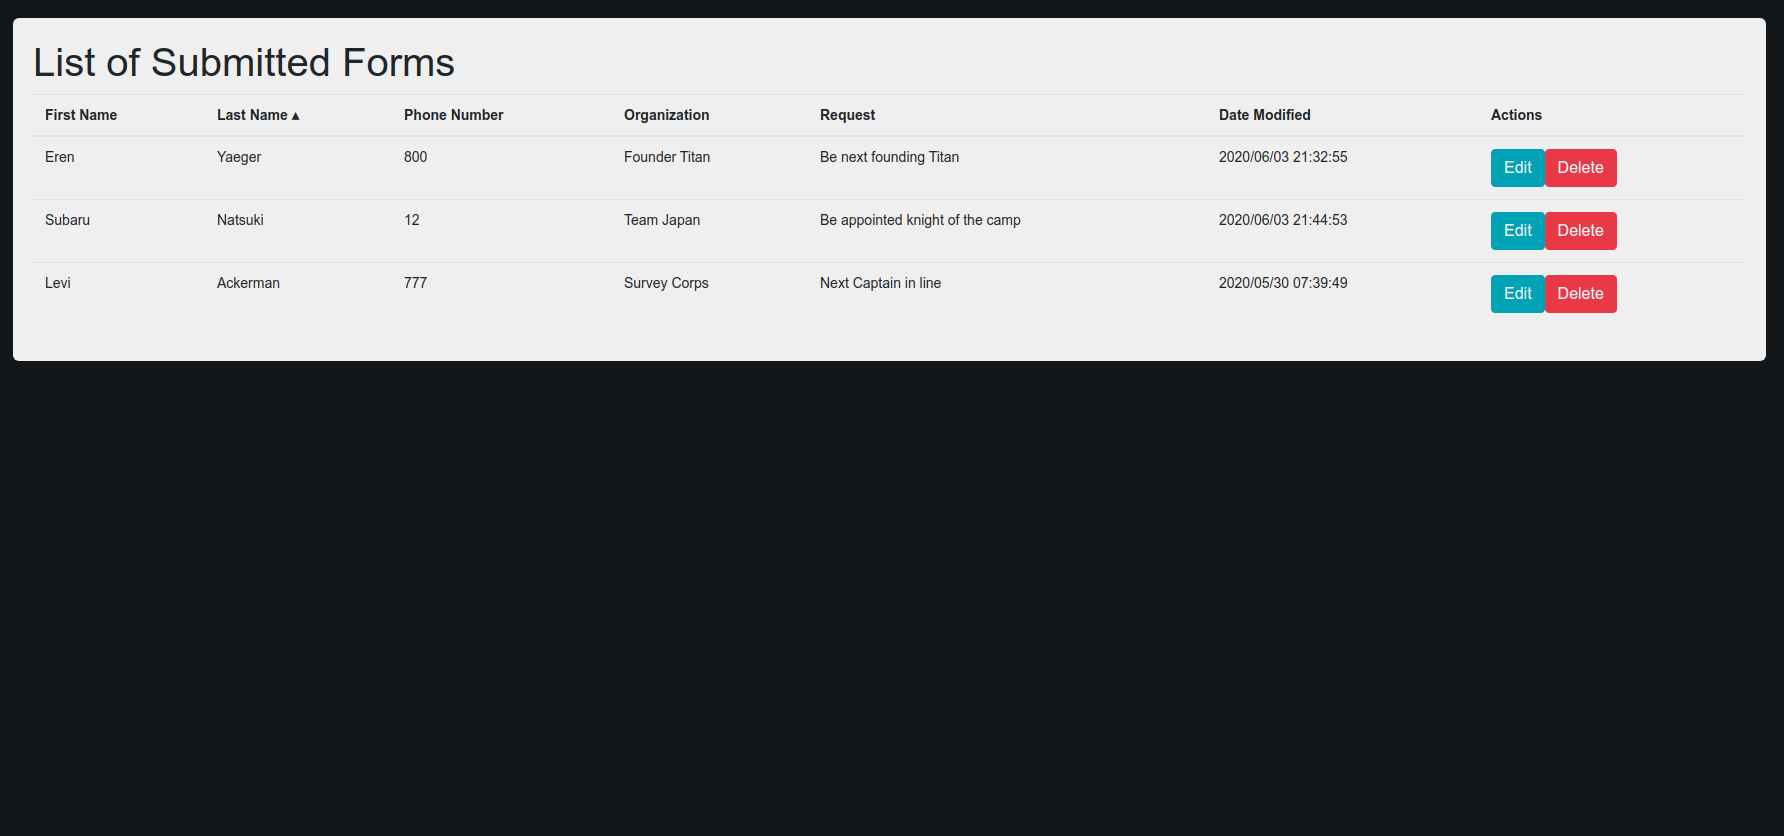 List of Submitted Forms
First Name Last Name ▴ Phone Number Organization Request Date Modified Actions
Eren Yaeger 800 Founder Titan Be next founding Titan 2020/06/03 21:32:55 Edit Delete
Subaru Natsuki 12 Team Japan Be appointed knight of the camp 2020/06/03 21:44:53 Edit Delete
Levi Ackerman 777 Survey Corps Next Captain in line 2020/05/30 07:39:49 Edit Delete